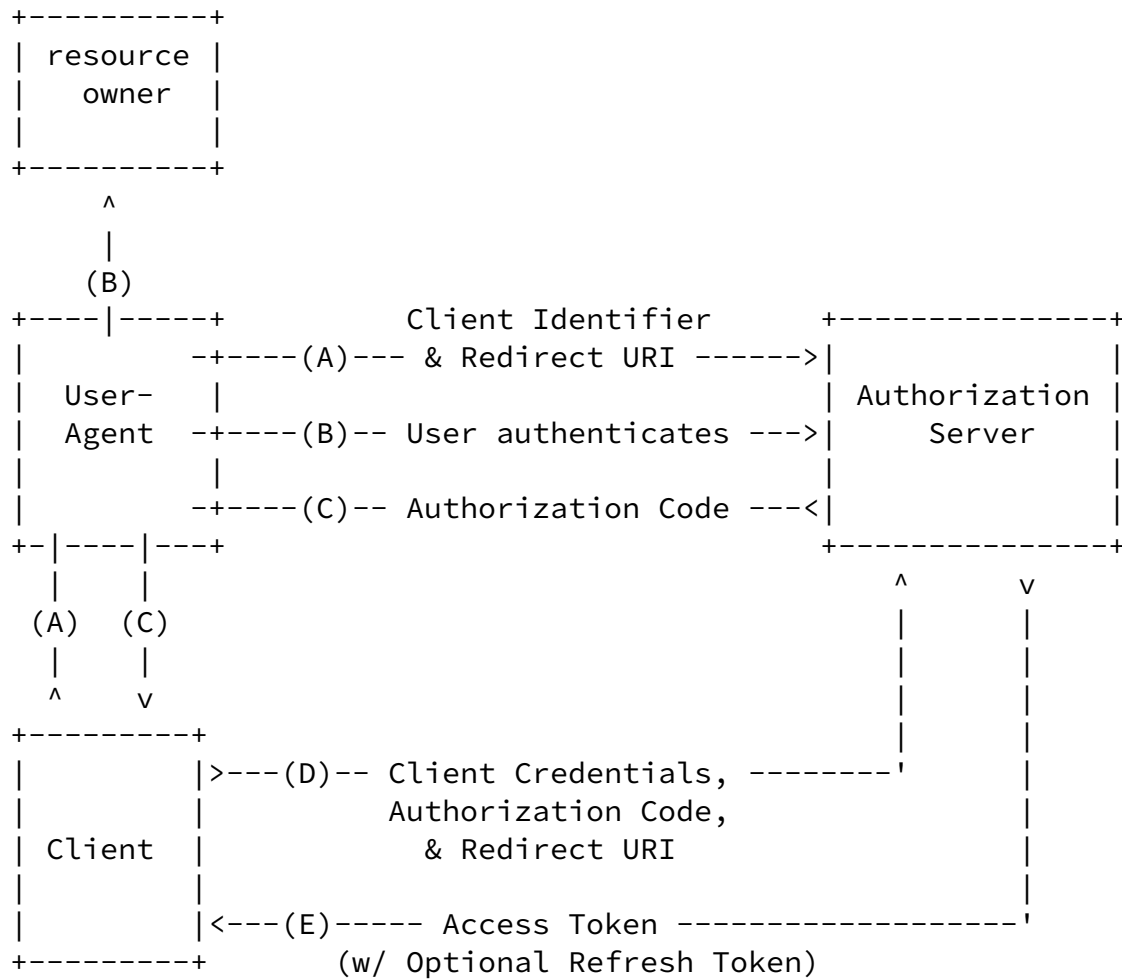 +----------+
| resource |
|   owner  |
|          |
+----------+
     ^
     |
    (B)
+----|-----+          Client Identifier      +---------------+
|         -+----(A)--- & Redirect URI ------>|               |
|  User-   |                                 | Authorization |
|  Agent  -+----(B)-- User authenticates --->|     Server    |
|          |                                 |               |
|         -+----(C)-- Authorization Code ---<|               |
+-|----|---+                                 +---------------+
  |    |                                         ^      v
 (A)  (C)                                        |      |
  |    |                                         |      |
  ^    v                                         |      |
+---------+                                      |      |
|         |>---(D)-- Client Credentials, --------'      |
|         |          Authorization Code,                |
| Client  |            & Redirect URI                   |
|         |                                             |
|         |<---(E)----- Access Token -------------------'
+---------+       (w/ Optional Refresh Token)